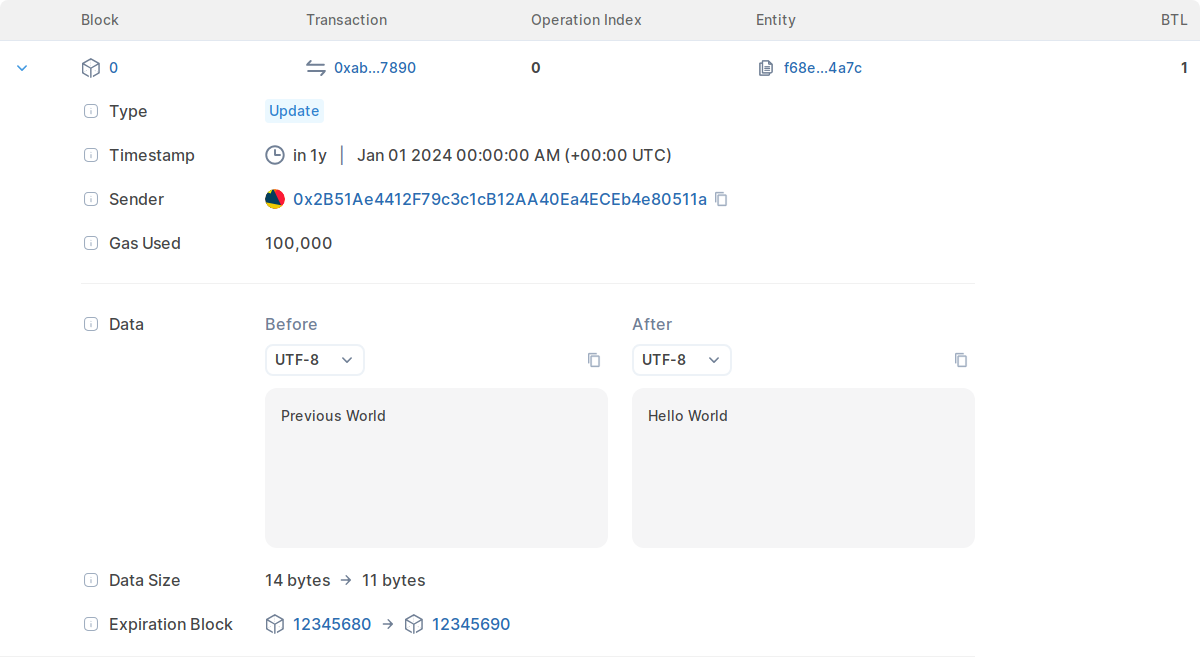 Block Transaction Operation Index Entity BTL
0 0xab...7890 0 f68e...4a7c 1
Type Update
Timestamp in 1y | Jan 01 2024 00:00:00 AM (+00:00 UTC)
Sender 0x2B51Ae4412F79c3c1cB12AA40Ea4ECEb4e80511a
Gas Used 100,000
Data Before After
UTF-8 UTF-8
Previous World Hello World
Data Size 14 bytes → 11 bytes
Expiration Block 12345680 → 12345690